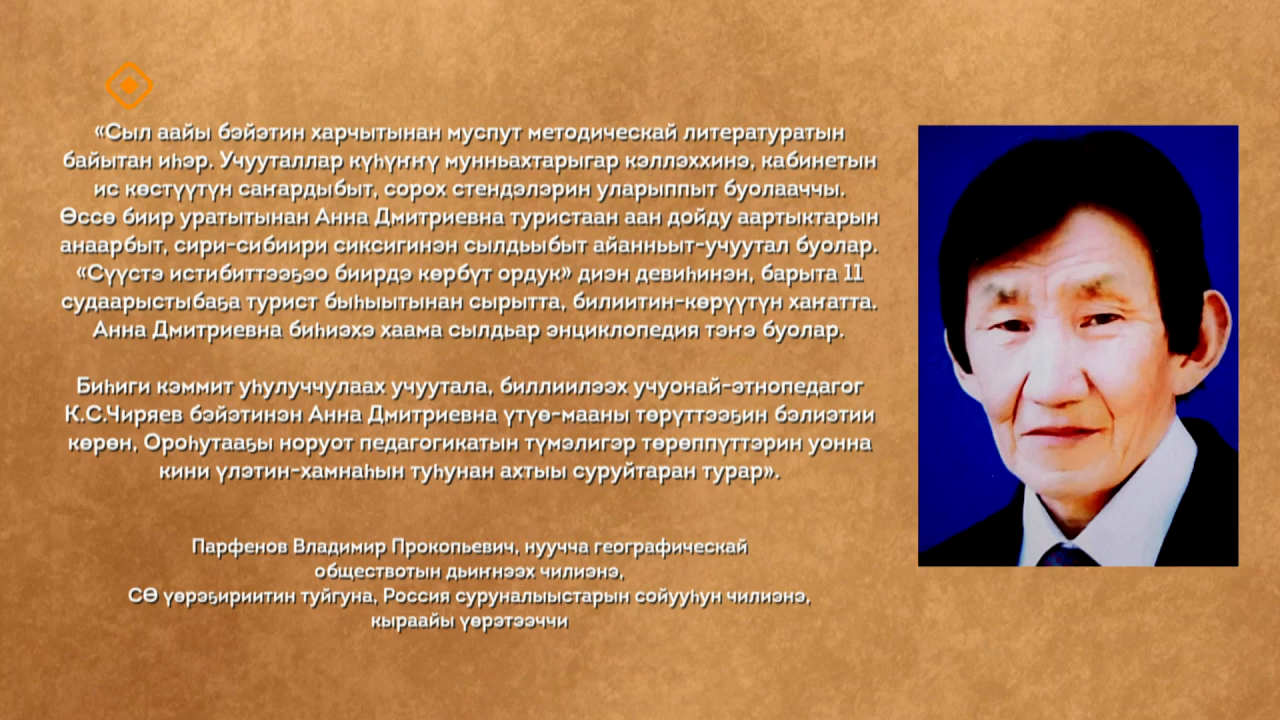 «Сыл аайы бэйэтин харчытынан муспут методическай литературатын
байытан иһэр. Учууталлар күһүҥҥү мунньахтарыгар кэллэххинэ, кабинетын
ис көстүүтүн саҥардыбыт, сорох стендэлэрин уларыппыт буолааччы.
Өссө биир уратытынан Анна Дмитриевна туристаан аан дойду аартыктарын
анаарбыт, сири-сибиири сиксигинэн сылдьыбыт айанньыт-учуутал буолар.
«Сүүстэ истибиттээҕэо биирдэ көрбүт ордук» диэн девиһинэн, барыта 11
судаарыстыбаҕа турист быһыытынан сырытта, билиитин-көрүүтүн хаҥатта.
Анна Дмитриевна биһиэхэ хаама сылдьар энциклопедия тэҥэ буолар.
Биһиги кэммит уһулуччулаах учуутала, биллиилээх учуонай-этнопедагог
К.С.Чиряев бэйэтинэн Анна Дмитриевна үтүө-мааны төрүттээҕин бэлиэтии
көрөн, Ороһутааҕы норуот педагогикатын түмэлигэр төрөппүттэрин уонна
кини үлэтин-хамнаһын туһунан ахтыы суруйтаран турар».
Парфенов Владимир Прокопьевич, нуучча географическай
обществотын дьиҥнээх чилиэнэ,
СӨ үөрэҕириитин туйгуна, Россия суруналыыстарын сойууһун чилиэнэ,
кыраайы үөрэтээччи